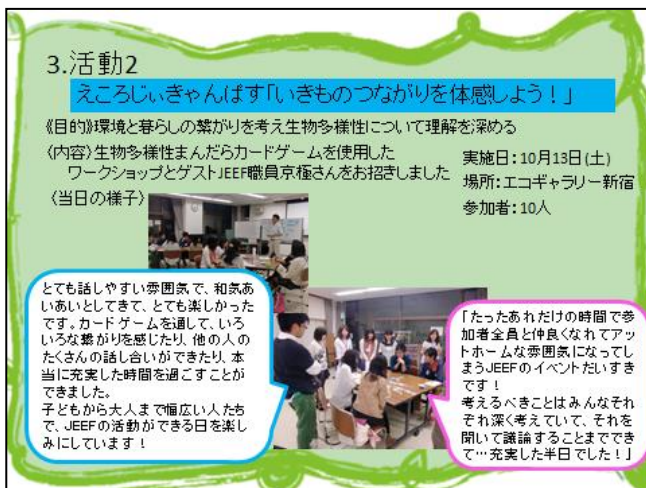 3.活動2
えころじぃきゃんぱす「いきものつながりを体感しよう！」
《目的》環境と暮らしの繋がりを考え生物多様性について理解を深める
〈内容〉生物多様性まんだらカードゲームを使用した
ワークショップとゲストJEEF職員京極さんをお招きしました
〈当日の様子〉
実施日：10月13日(土)
場所：エコギャラリー新宿
参加者：10人
とても話しやすい雰囲気で、和気あ
いあいとしてきて、とても楽しかった
です。カードゲームを通して、いろ
いろな繋がりを感じたり、他の人の
たくさんの話し合いができたり、本
当に充実した時間を過ごすことが
できました。
子どもから大人まで幅広い人たち
で、JEEFの活動ができる日を楽し
みにしています！
「たったあれだけの時間で参
加者全員と仲良くなれてアッ
トホームな雰囲気になってし
まうJEEFのイベントだいすき
です！
考えるべきことはみんなそれ
ぞれ深く考えていて、それを
聞いて議論することまででき
て…充実した半日でした！」